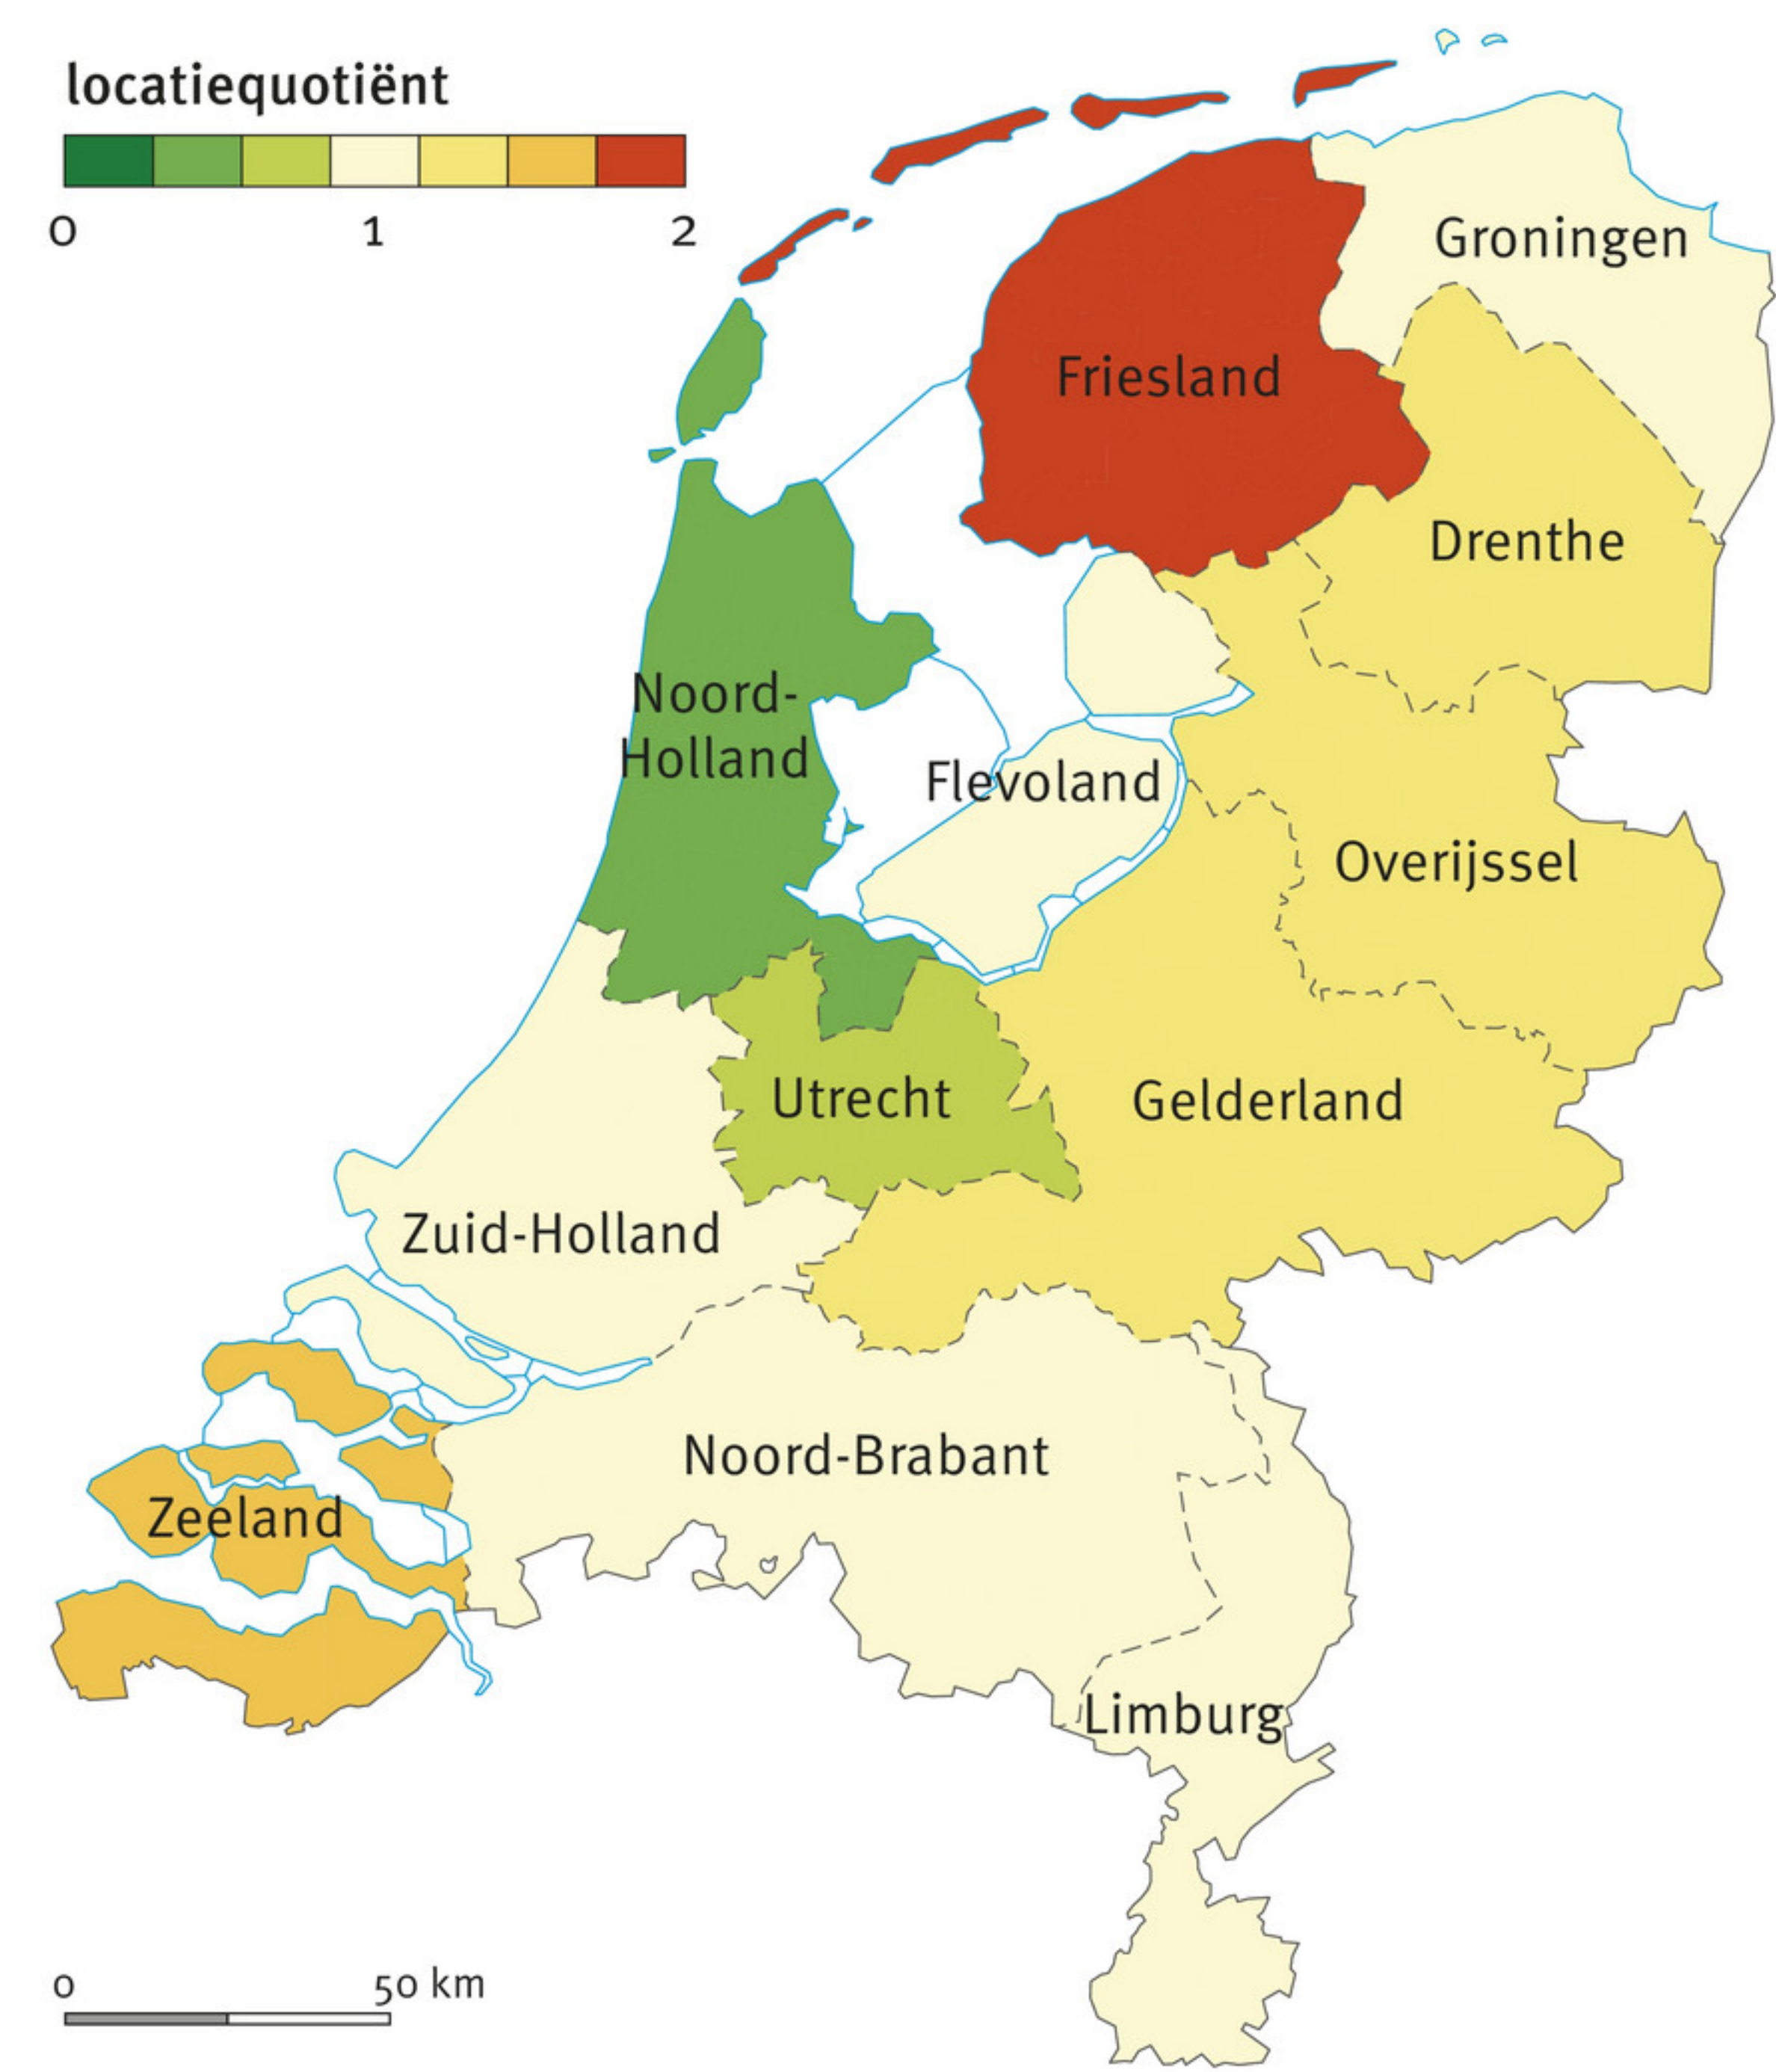 locatiequotiënt
0 1 2
Groningen
Friesland
Drenthe
Noord-
Holland
Flevoland
Overijssel
Utrecht
Gelderland
Zuid-Holland
Noord-Brabant
Zeeland
Limburg
0 50 km